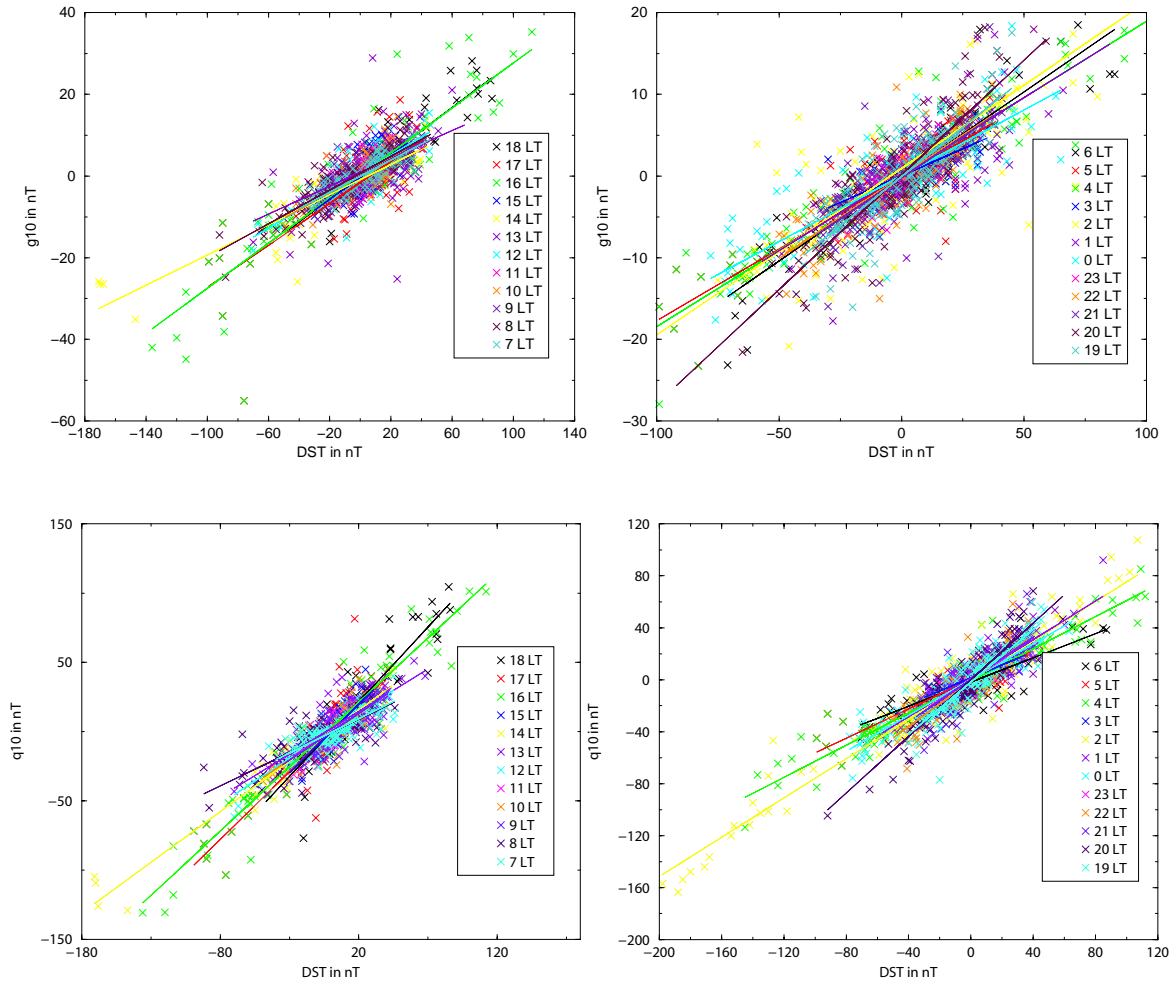 40
20
0
−20
−40
−60
g10 in nT
−180 −140 −100 −60 −20 20 60 100 140
DST in nT
18 LT
17 LT
16 LT
15 LT
14 LT
13 LT
12 LT
11 LT
10 LT
9 LT
8 LT
7 LT
20
10
0
−10
−20
−30
g10 in nT
−100 −50 0 50 100
DST in nT
6 LT
5 LT
4 LT
3 LT
2 LT
1 LT
0 LT
23 LT
22 LT
21 LT
20 LT
19 LT
150
50
−50
−150
q10 in nT
−180 −80 20 120
DST in nT
18 LT
17 LT
16 LT
15 LT
14 LT
13 LT
12 LT
11 LT
10 LT
9 LT
8 LT
7 LT
120
80
40
0
−40
−80
−120
−160
−200
q10 in nT
−200 −160 −120 −80 −40 0 40 80 120
DST in nT
6 LT
5 LT
4 LT
3 LT
2 LT
1 LT
0 LT
23 LT
22 LT
21 LT
20 LT
19 LT